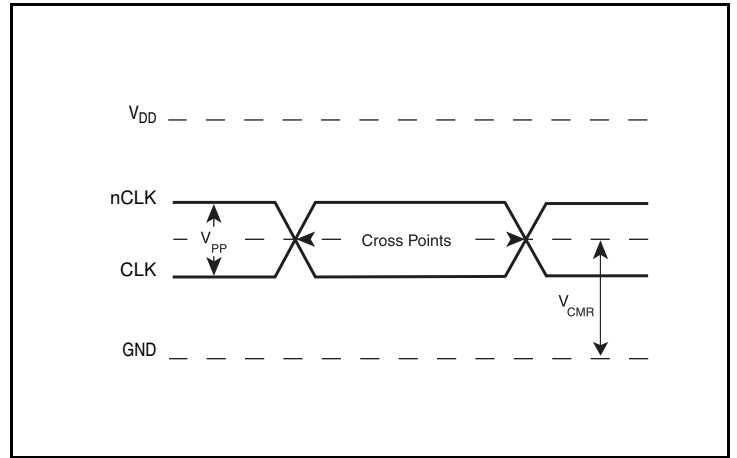 VDD
nCLK
VPP
Cross Points
CLK
VCMR
GND